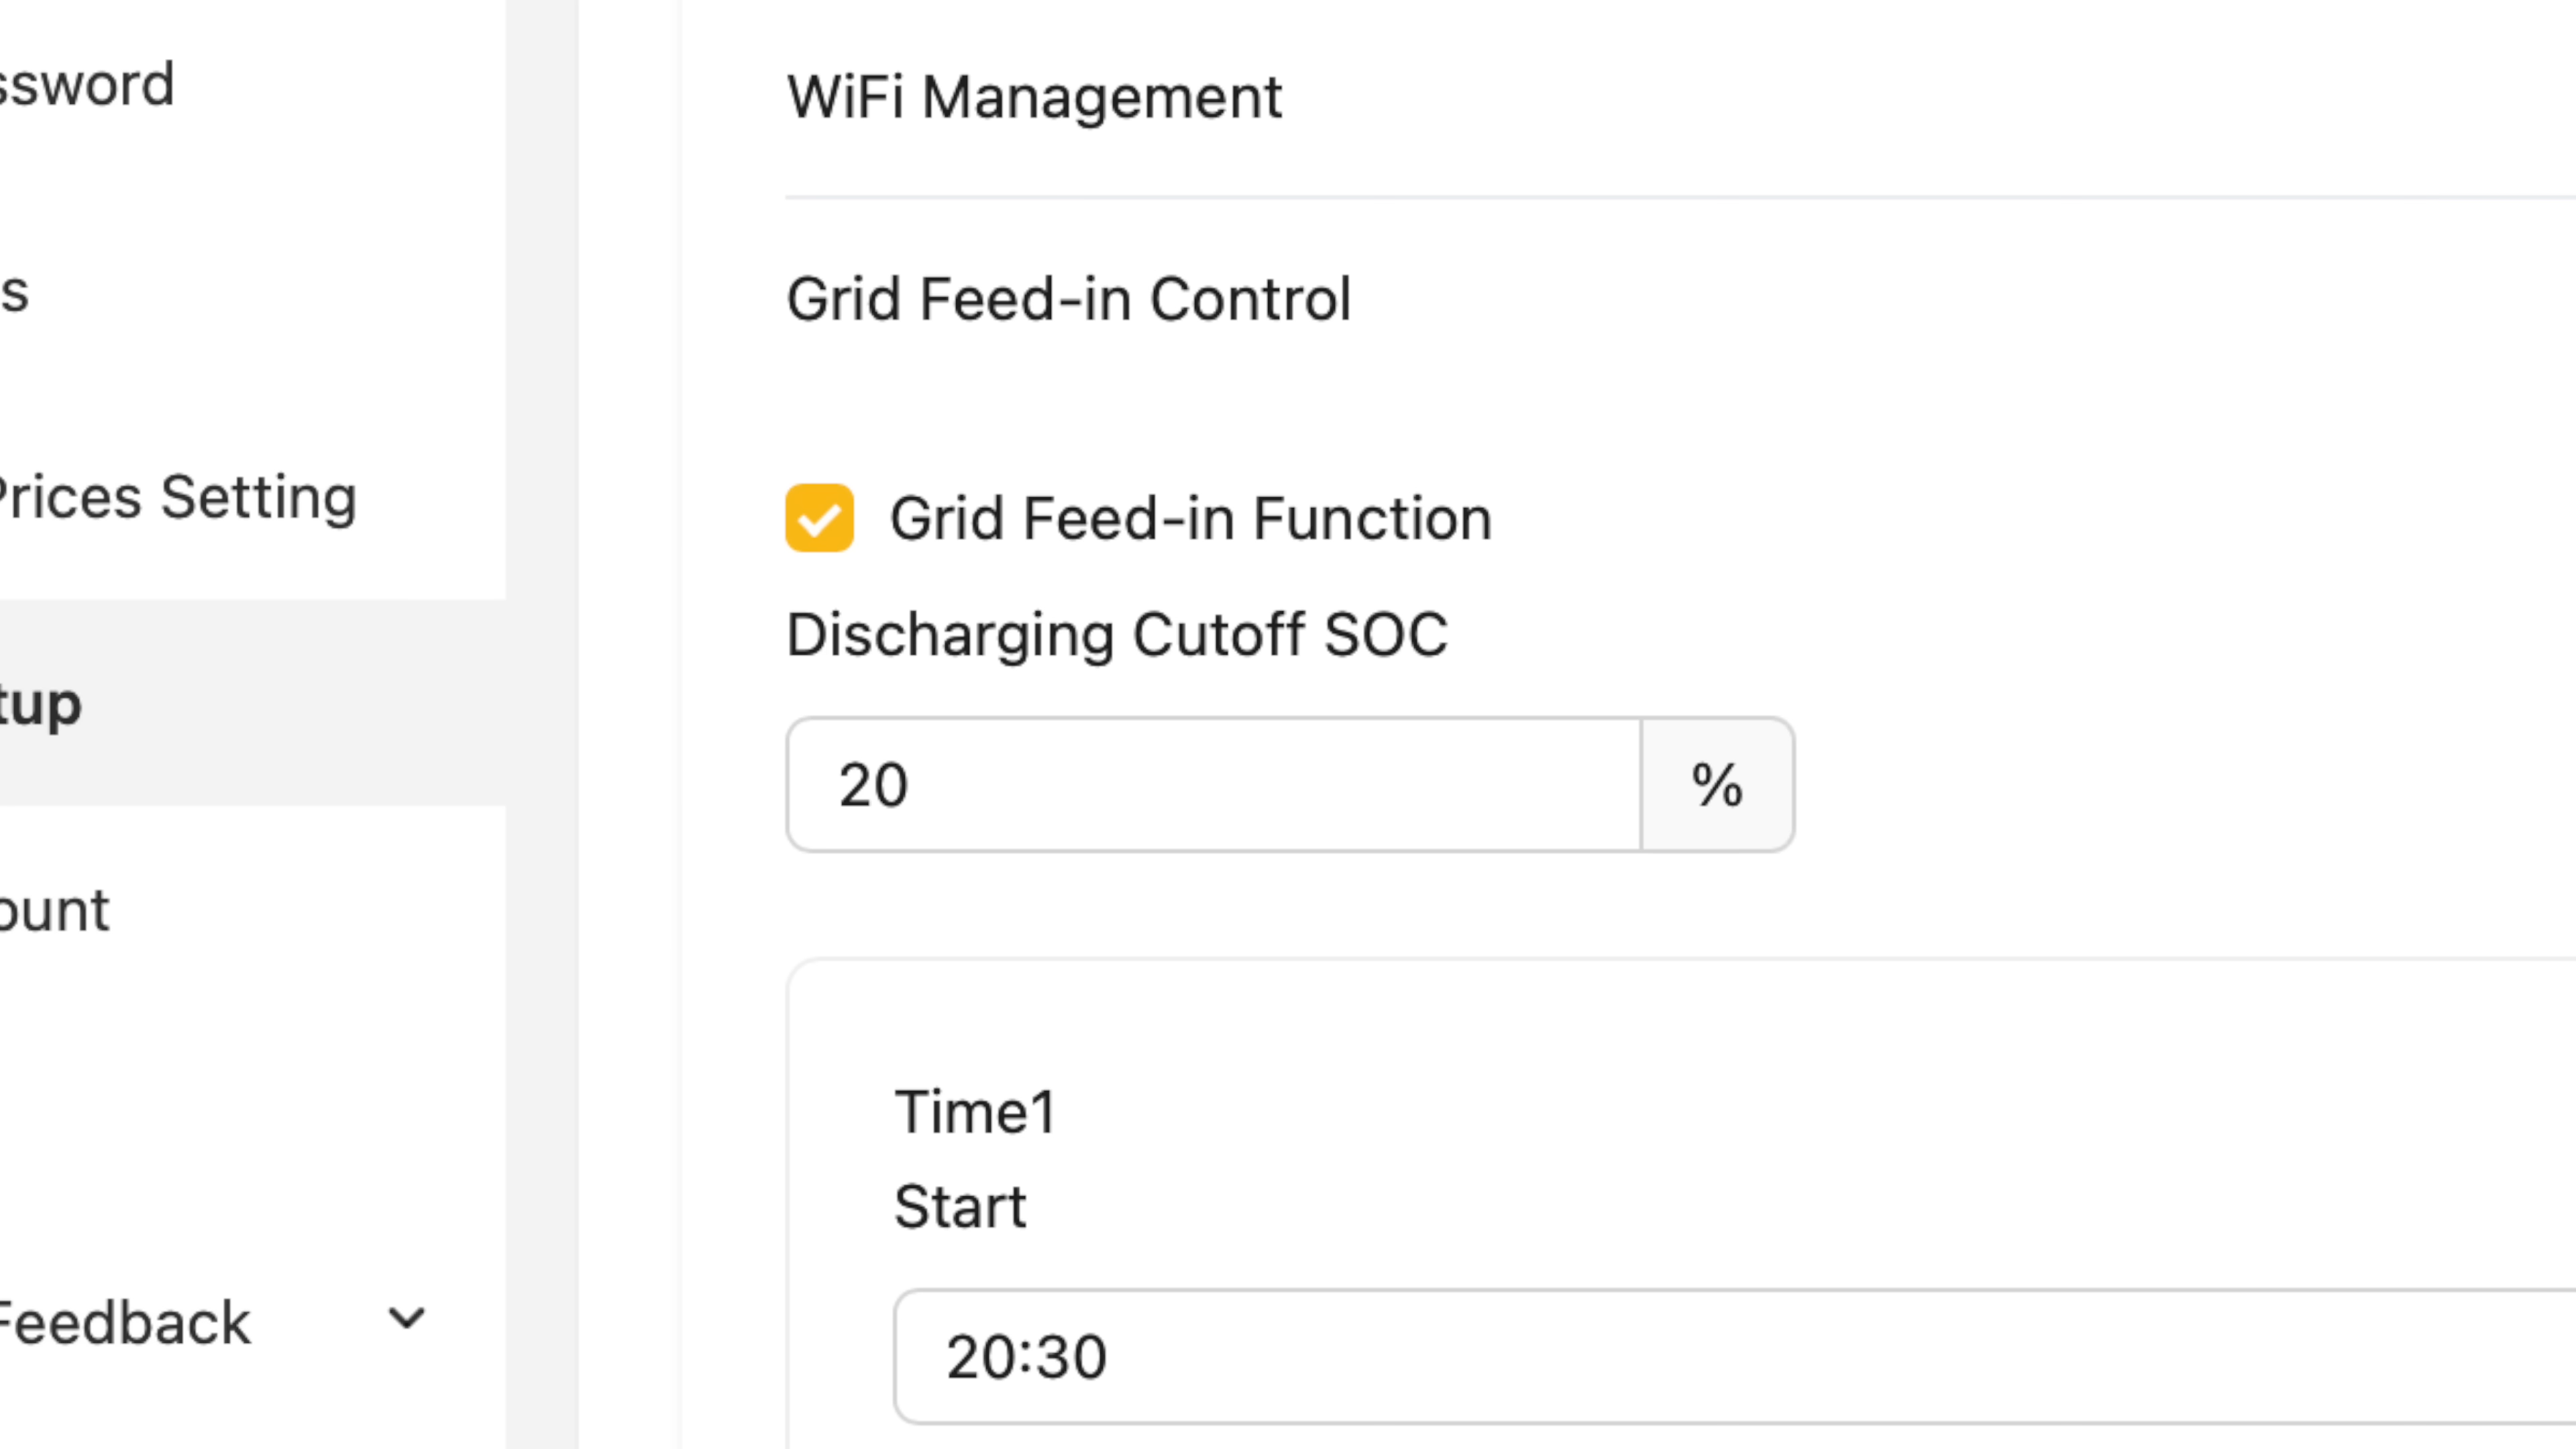 ssword
s
Prices Setting
tup
ount
Feedback
WiFi Management
Grid Feed-in Control
Grid Feed-in Function
Discharging Cutoff SOC
20 %
Time1
Start
20:30